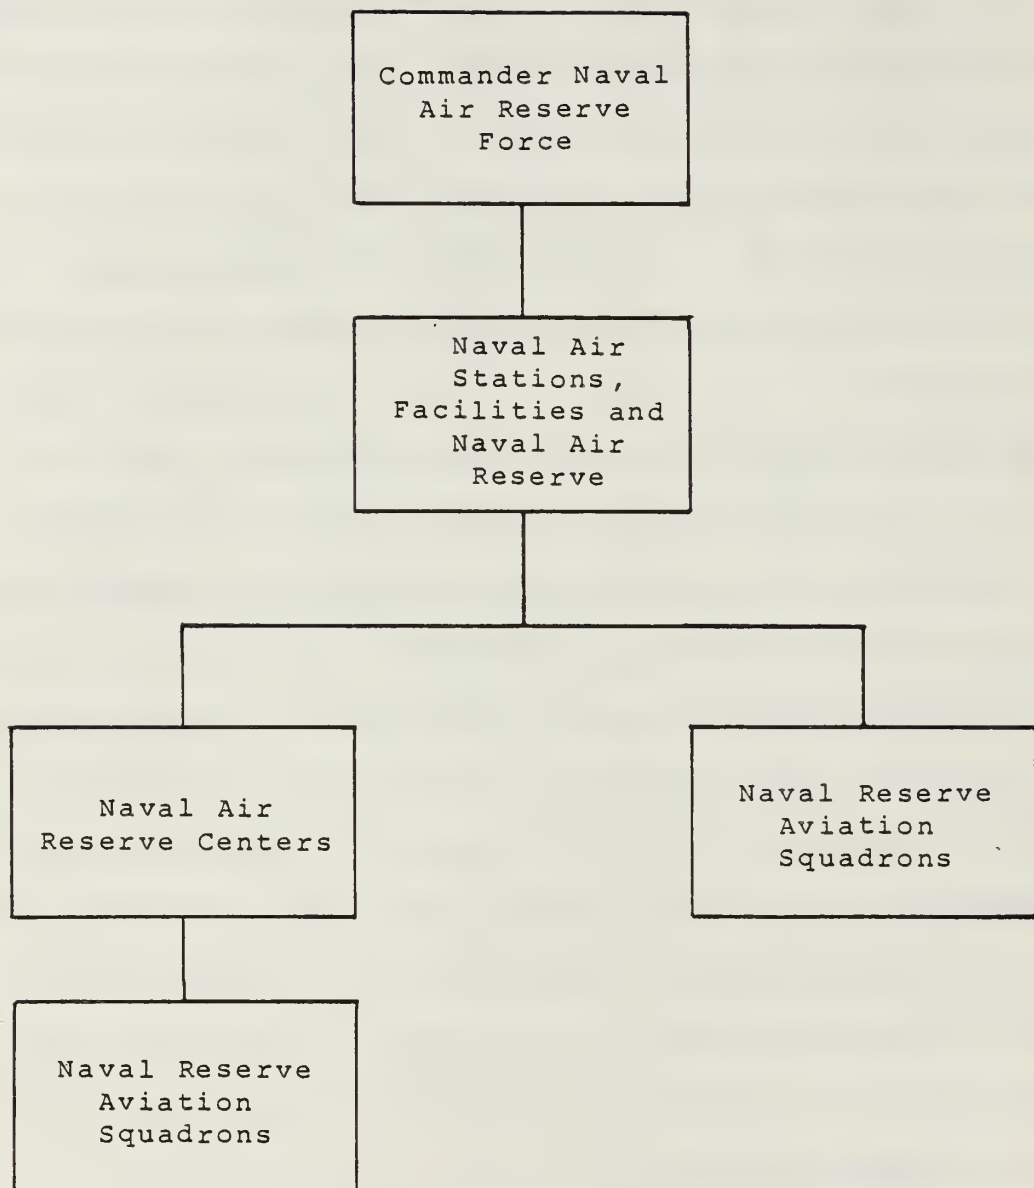 Commander Naval
Air Reserve
Force
Naval Air
Stations,
Facilities and
Naval Air
Reserve
Naval Air
Reserve Centers
Naval Reserve
Aviation
Squadrons
Naval Reserve
Aviation
Squadrons